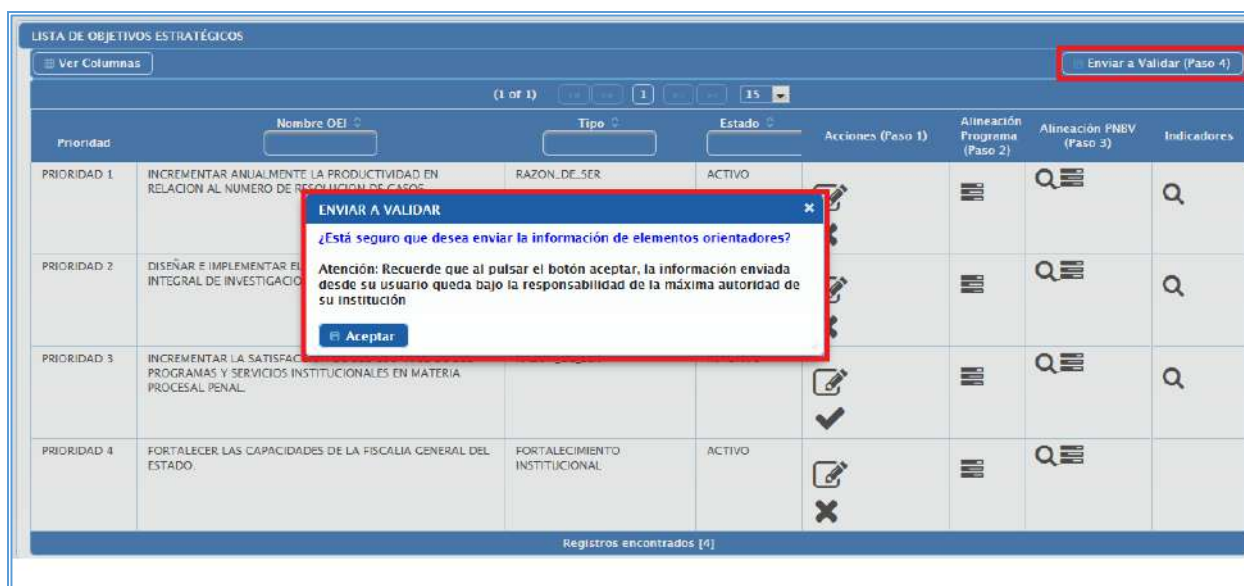 LISTA DE OBJETIVOS ESTRATÉGICOS
Ver Columnas
Enviar a Validar (Paso 4)
(1 of 1) 1 15
Prioridad
Nombre OEI
Tipo
Estado
Acciones (Paso 1)
Alineación
Programa
(Paso 2)
Alineación PNBV
(Paso 3)
Indicadores
PRIORIDAD 1
INCREMENTAR ANUALMENTE LA PRODUCTIVIDAD EN
RELACION AL NUMERO DE RESOLUCION DE CASOS
RAZON_DE_SER
ACTIVO
ENVIAR A VALIDAR
¿Está seguro que desea enviar la información de elementos orientadores?
Atención: Recuerde que al pulsar el botón aceptar, la información enviada
desde su usuario queda bajo la responsabilidad de la máxima autoridad de
su institución
Aceptar
PRIORIDAD 2
DISEÑAR E IMPLEMENTAR
INTEGRAL DE
PRIORIDAD 3
INCREMENTAR LA
PROGRAMAS Y SERVICIOS INSTITUCIONALES EN MATERIA
PROCESAL PENAL.
PRIORIDAD 4
FORTALECER LAS CAPACIDADES DE LA FISCALIA GENERAL DEL
ESTADO.
FORTALECIMIENTO
INSTITUCIONAL
ACTIVO
Registros encontrados [4]